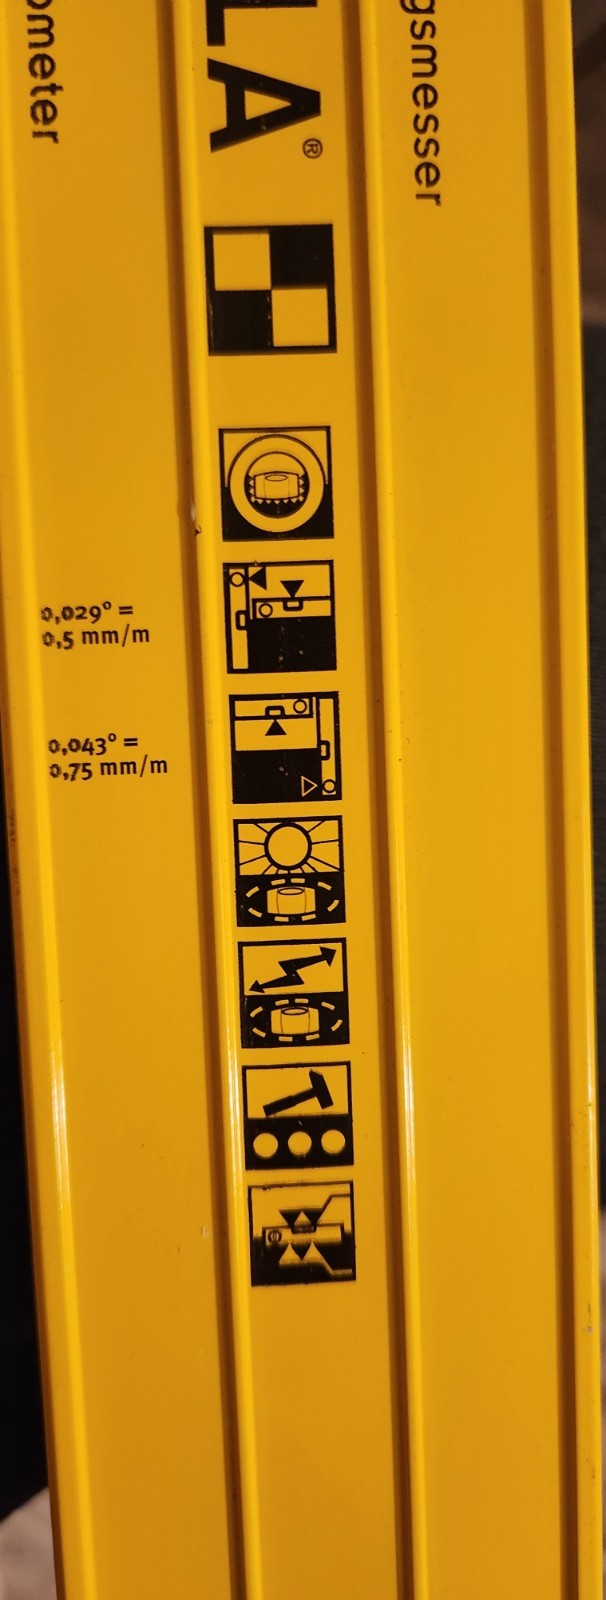 ometer
LA®
gsmesser
0,029° =
0,5 mm/m
0,043° =
0,75 mm/m